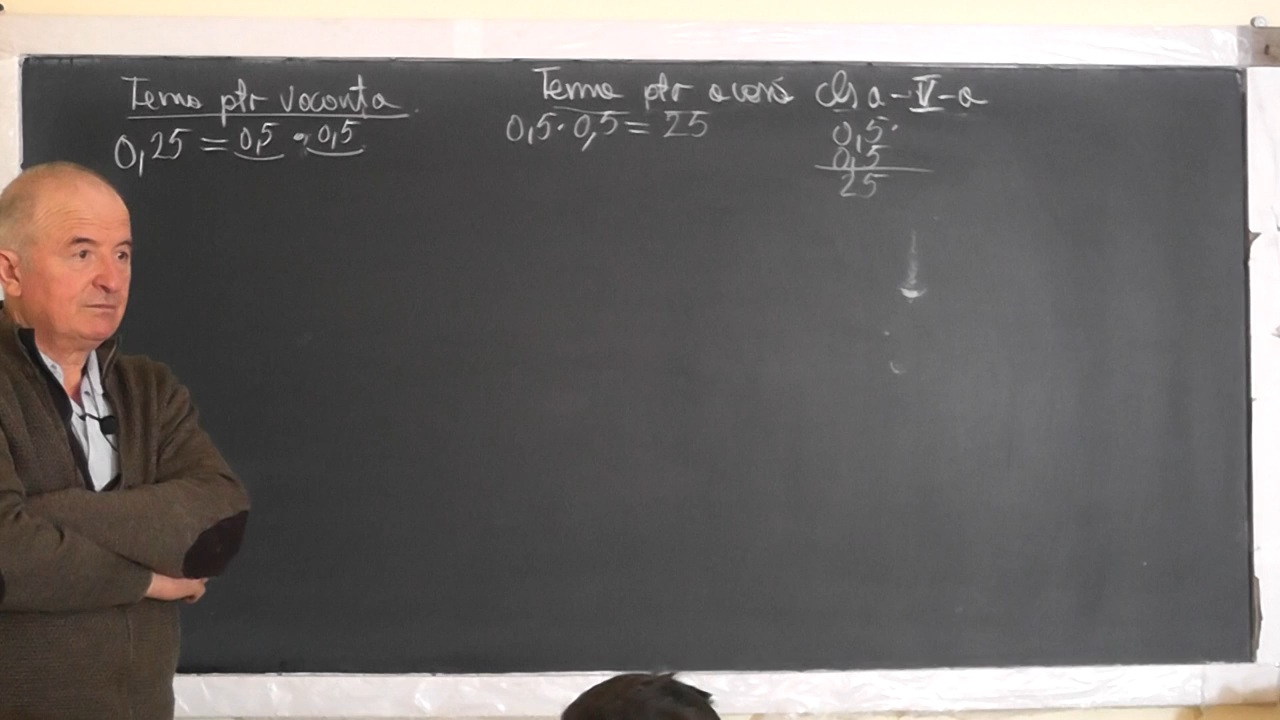 Tema ptr vacanta
0,25 = 0,5 · 0,5
Tema ptr acasă cls a-V-a
0,5 · 0,5 = 25
0,5 ·
0,5
25